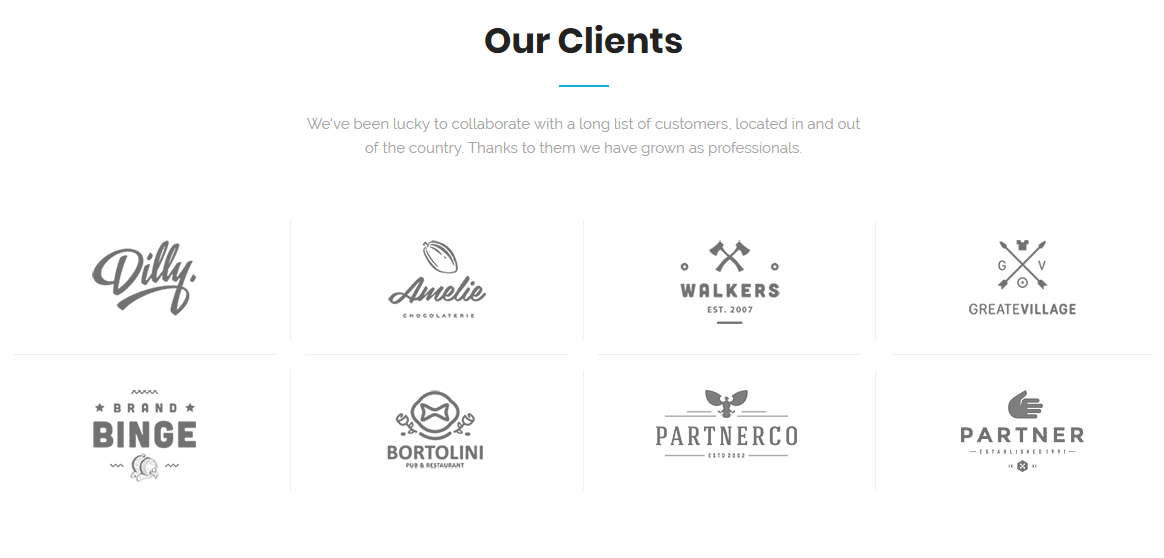 Our Clients
We've been lucky to collaborate with a long list of customers, located in and out
of the country. Thanks to them we have grown as professionals.
Dilly.
Amelie
CHOCOLATERIE
WALKERS
EST. 2007
G V
GREATEVILLAGE
BRAND
BINGE
BORTOLINI
PUB & RESTAURANT
PARTNERCO
ESTD 2002
PARTNER
ESTABLISHED 1991